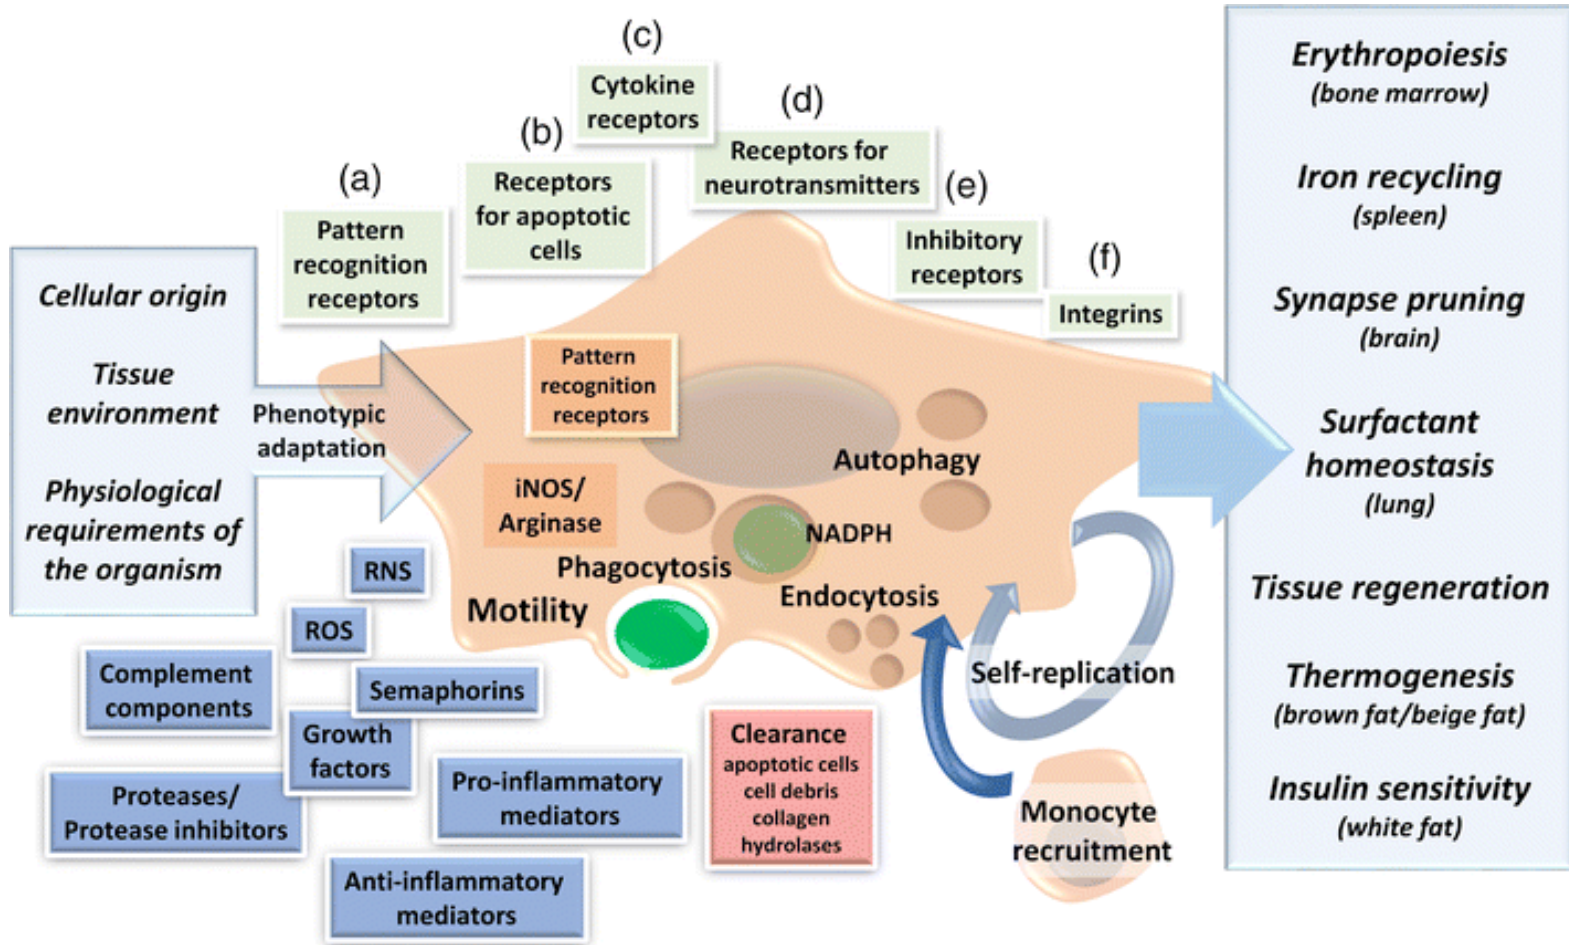 Cellular origin
Tissue
environment
Physiological
requirements of
the organism
Phenotypic
adaptation
(a)
Pattern
recognition
receptors
(b)
Receptors
for apoptotic
cells
(c)
Cytokine
receptors
(d)
Receptors for
neurotransmitters
(e)
Inhibitory
receptors
(f)
Integrins
Pattern
recognition
receptors
iNOS/
Arginase
Autophagy
NADPH
Phagocytosis
Motility
Endocytosis
RNS
ROS
Complement
components
Semaphorins
Growth
factors
Proteases/
Protease inhibitors
Pro-inflammatory
mediators
Anti-inflammatory
mediators
Clearance
apoptotic cells
cell debris
collagen
hydrolases
Self-replication
Monocyte
recruitment
Erythropoiesis
(bone marrow)
Iron recycling
(spleen)
Synapse pruning
(brain)
Surfactant
homeostasis
(lung)
Tissue regeneration
Thermogenesis
(brown fat/beige fat)
Insulin sensitivity
(white fat)